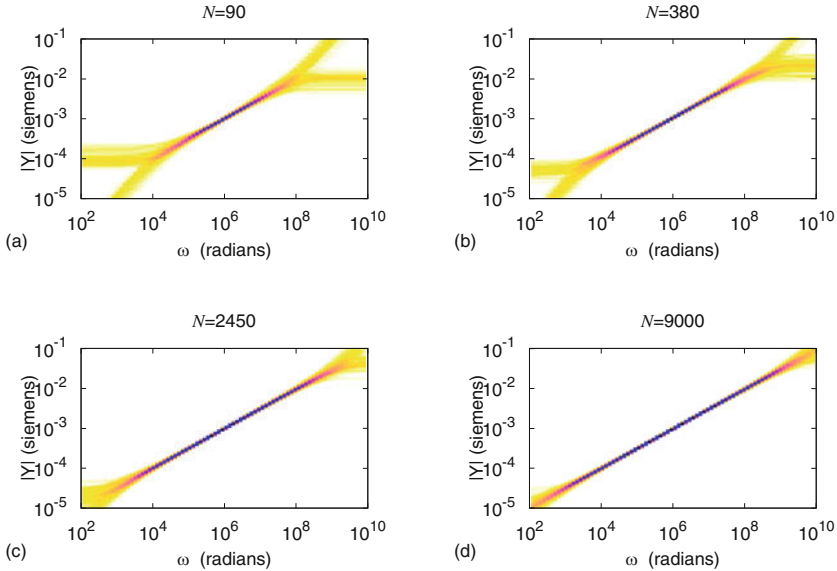 N=90
10^-1
10^-2
10^-3
10^-4
10^-5
|Y| (siemens)
10^2 10^4 10^6 10^8 10^10
ω (radians)
(a)
N=380
10^-1
10^-2
10^-3
10^-4
10^-5
|Y| (siemens)
10^2 10^4 10^6 10^8 10^10
ω (radians)
(b)
N=2450
10^-1
10^-2
10^-3
10^-4
10^-5
|Y| (siemens)
10^2 10^4 10^6 10^8 10^10
ω (radians)
(c)
N=9000
10^-1
10^-2
10^-3
10^-4
10^-5
|Y| (siemens)
10^2 10^4 10^6 10^8 10^10
ω (radians)
(d)